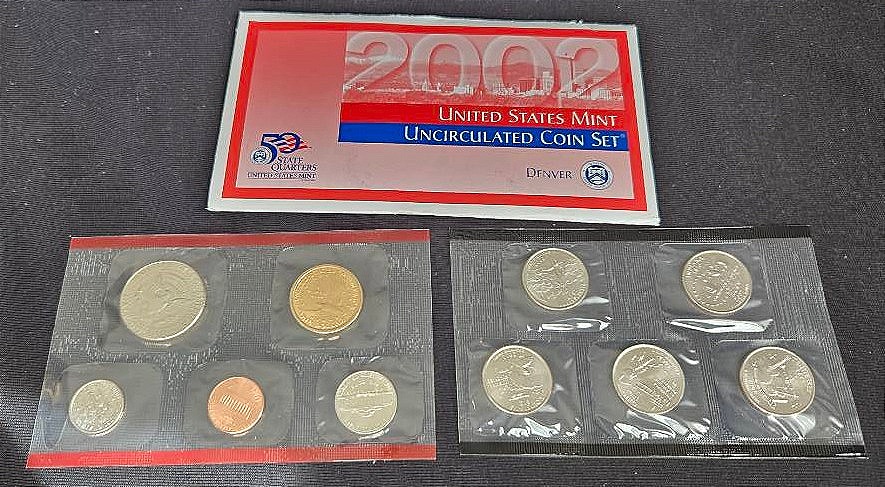 2002
UNITED STATES MINT
UNCIRCULATED COIN SET
50
STATE
QUARTERS
UNITED STATES MINT
DENVER